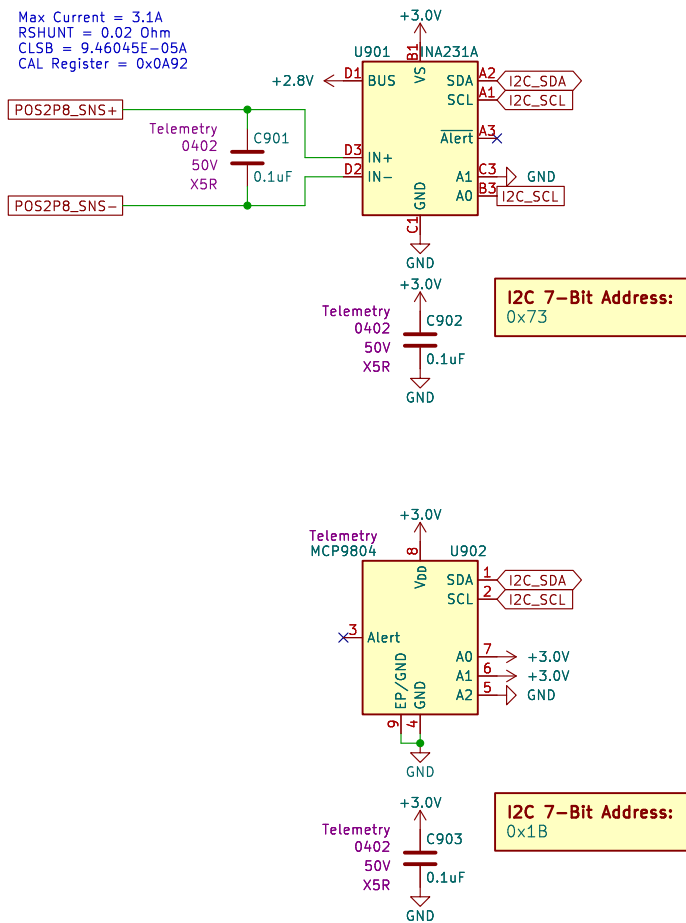 Max Current = 3.1A
RSHUNT = 0.02 Ohm
CLSB = 9.46045E-05A
CAL Register = 0x0A92
+3.0V
U901
INA231A
B1
VS
+2.8V
D1
BUS
SDA
A2
I2C_SDA
SCL
A1
I2C_SCL
POS2P8_SNS+
Telemetry
0402
50V
X5R
C901
0.1uF
Alert
A3
D3
IN+
D2
IN-
A1
C3
GND
A0
B3
I2C_SCL
POS2P8_SNS-
GND
C1
GND
+3.0V
Telemetry
0402
50V
X5R
C902
0.1uF
GND
I2C 7-Bit Address:
0x73
+3.0V
Telemetry
MCP9804
8
U902
VDD
SDA
1
I2C_SDA
SCL
2
I2C_SCL
3
Alert
A0
7
+3.0V
A1
6
+3.0V
A2
5
GND
EP/GND
GND
9
4
GND
+3.0V
Telemetry
0402
50V
X5R
C903
0.1uF
GND
I2C 7-Bit Address:
0x1B